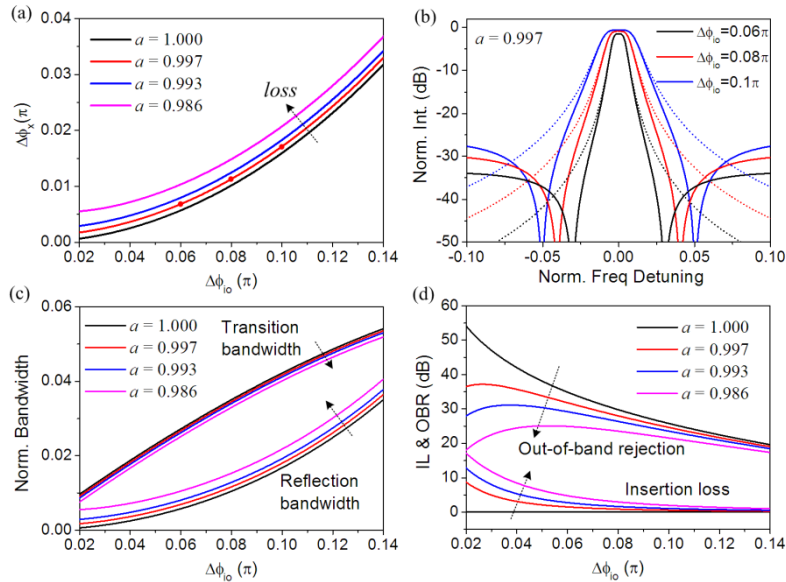 (a)
a = 1.000
a = 0.997
a = 0.993
a = 0.986
loss
Δϕx(π)
0.04
0.03
0.02
0.01
0.00
0.02 0.04 0.06 0.08 0.10 0.12 0.14
Δϕio (π)
(b)
a = 0.997
Δϕio=0.06π
Δϕio=0.08π
Δϕio=0.1π
Norm. Int. (dB)
0
-10
-20
-30
-40
-50
-0.10 -0.05 0.00 0.05 0.10
Norm. Freq Detuning
(c)
a = 1.000
a = 0.997
a = 0.993
a = 0.986
Transition
bandwidth
Reflection
bandwidth
Norm. Bandwidth
0.06
0.04
0.02
0.00
0.02 0.04 0.06 0.08 0.10 0.12 0.14
Δϕio (π)
(d)
a = 1.000
a = 0.997
a = 0.993
a = 0.986
Out-of-band rejection
Insertion loss
IL & OBR (dB)
60
50
40
30
20
10
0
0.02 0.04 0.06 0.08 0.10 0.12 0.14
Δϕio (π)